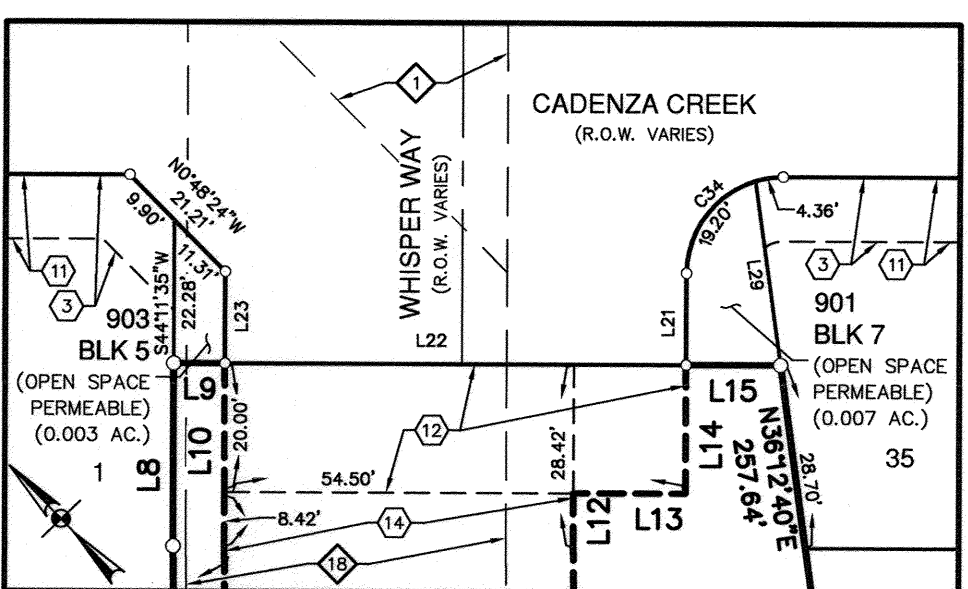 1
CADENZA CREEK
(R.O.W. VARIES)
WHISPER WAY
(R.O.W. VARIES)
N0°48'24"W
21.21'
9.90'
11.31'
S44°11'35"W
22.28'
L23
C34
19.20'
4.36'
L29
L21
L22
11
3
3
11
903
BLK 5
(OPEN SPACE
PERMEABLE)
(0.003 AC.)
1
901
BLK 7
(OPEN SPACE
PERMEABLE)
(0.007 AC.)
35
L9
L10
L8
20.00'
12
54.50'
28.42'
8.42'
14
18
L15
L14
L13
L12
N36°12'40"E
257.64'
28.70'